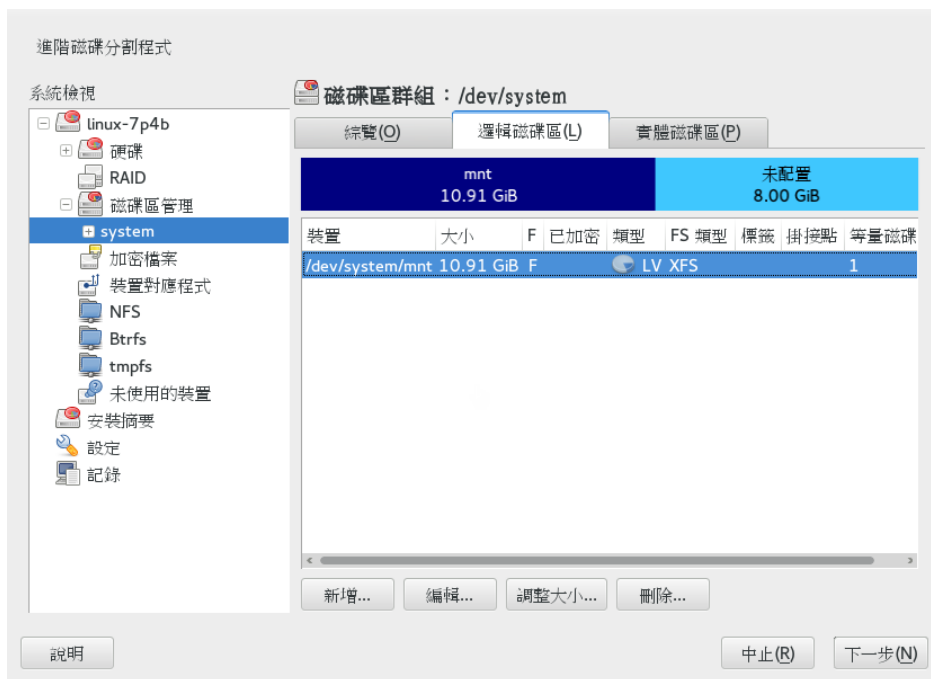 進階磁碟分割程式
系統檢視
linux-7p4b
硬碟
RAID
磁碟區管理
system
加密檔案
裝置對應程式
NFS
Btrfs
tmpfs
未使用的裝置
安裝摘要
設定
記錄
磁碟區群組：/dev/system
綜覽(O) 邏輯磁碟區(L) 實體磁碟區(P)
mnt 未配置
10.91 GiB 8.00 GiB
裝置 大小 F 已加密 類型 FS 類型 標籤 掛接點 等量磁碟
/dev/system/mnt 10.91 GiB F LV XFS 1
新增... 編輯... 調整大小... 刪除...
說明 中止(R) 下一步(N)